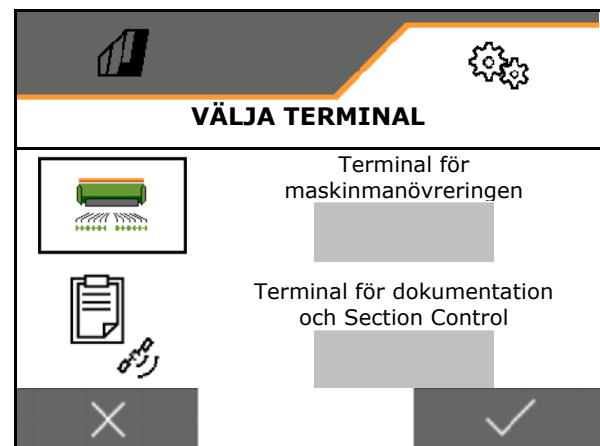 VÄLJA TERMINAL
Terminal för
maskinmanövreringen
Terminal för dokumentation
och Section Control